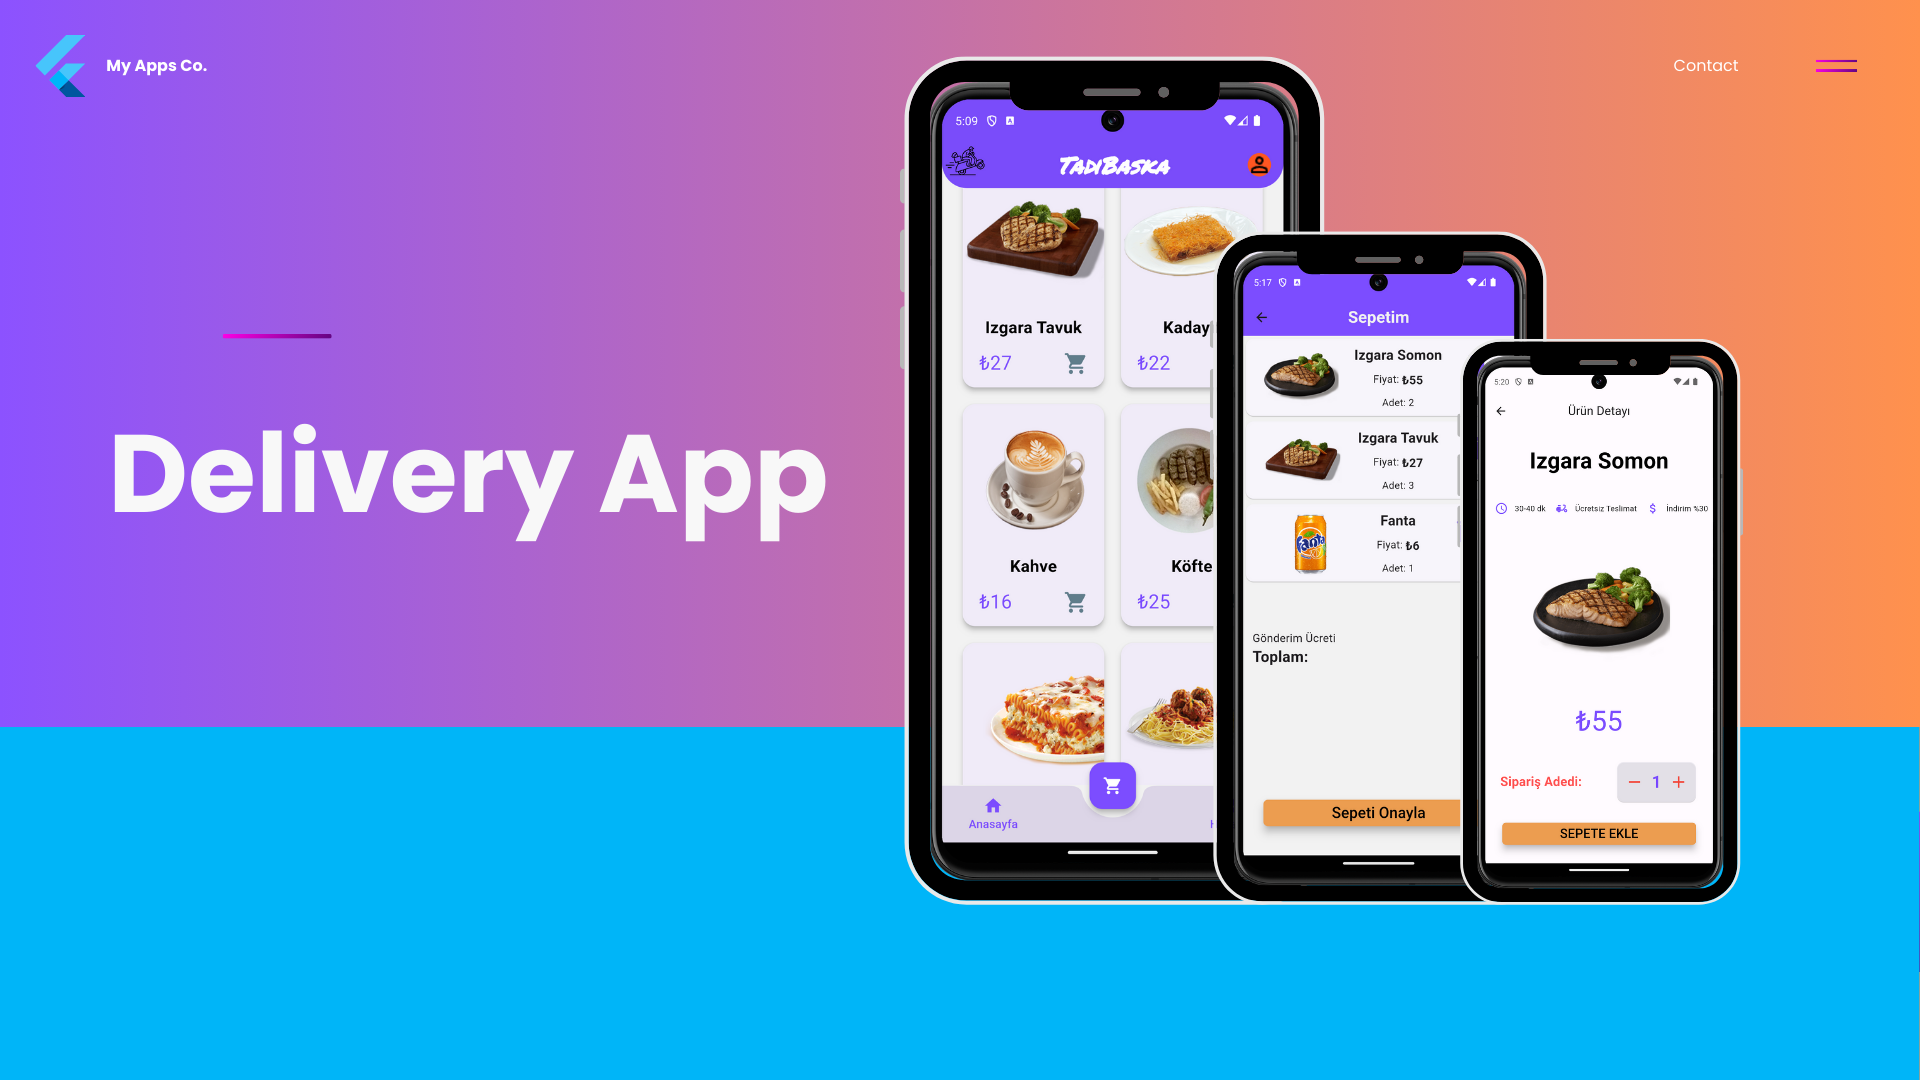 My Apps Co.
Contact
Delivery App
5:09
TADIBASKA
Izgara Tavuk
₺27
₺22
Kahve
₺16
Köfte
₺25
Anasayfa
5:17
Sepetim
Izgara Somon
Fiyat: ₺55
Adet: 2
Izgara Tavuk
Fiyat: ₺27
Adet: 3
Fanta
Fanta
Fiyat: ₺6
Adet: 1
Gönderim Ücreti
Toplam:
Sepeti Onayla
5:20
Ürün Detayı
Izgara Somon
30-40 dk Ücretsiz Teslimat İndirim %30
₺55
Sipariş Adedi: − 1 +
SEPETE EKLE